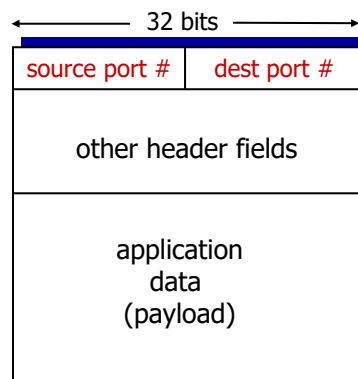 32 bits
source port # dest port #
other header fields
application
data
(payload)